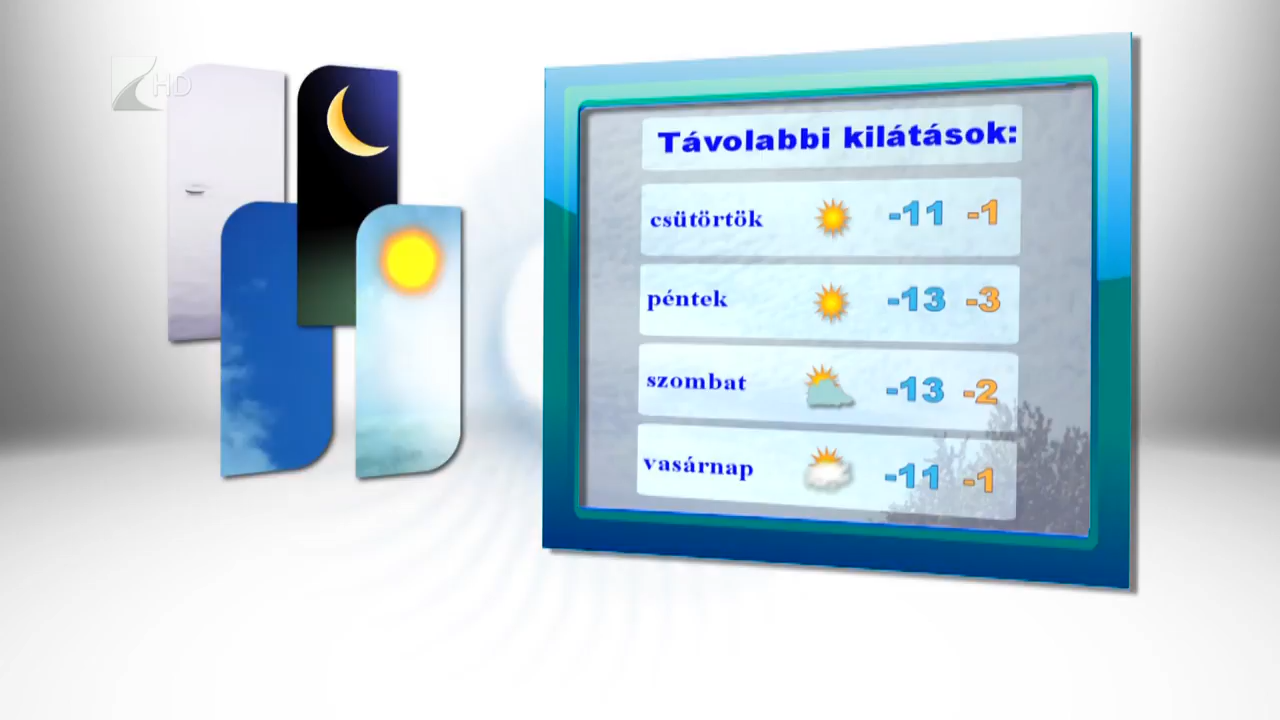 HD
Távolabbi kilátások:
csütörtök -11 -1
péntek -13 -3
szombat -13 -2
vasárnap -11 -1